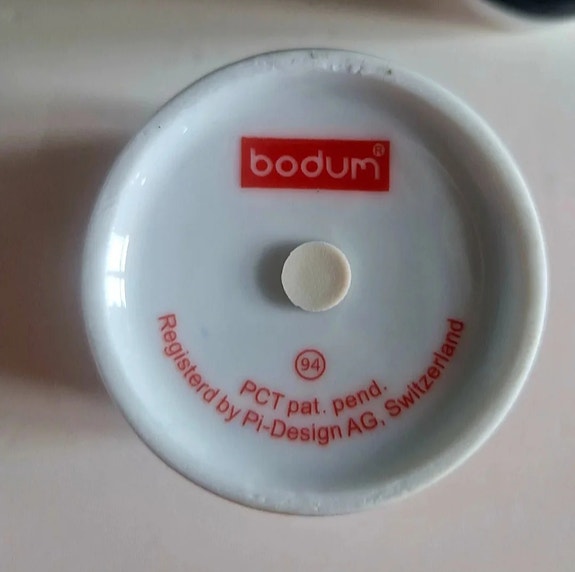 bodum®
94
PCT pat. pend.
Registerd by Pi-Design AG, Switzerland